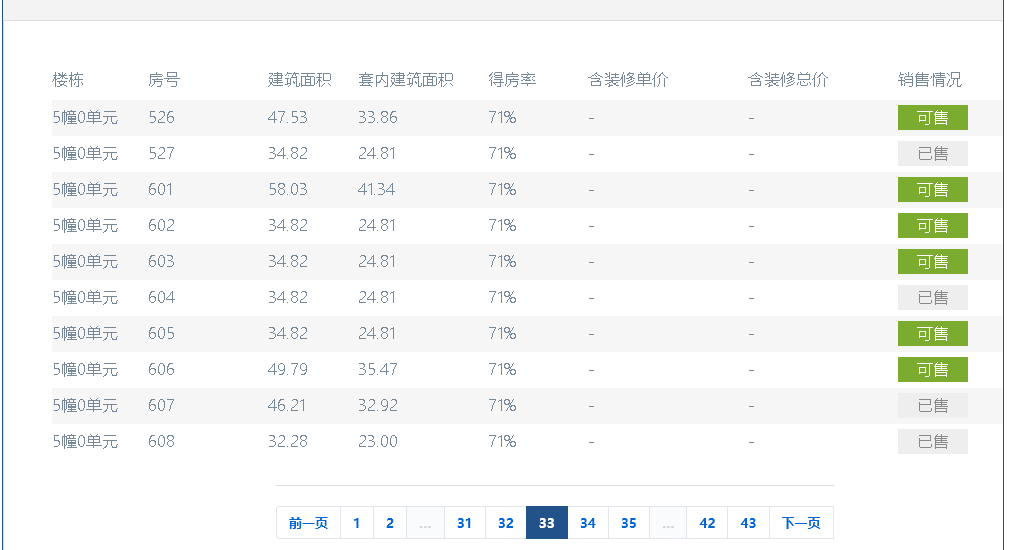 楼栋 房号 建筑面积 套内建筑面积 得房率 含装修单价 含装修总价 销售情况
5幢0单元 526 47.53 33.86 71% - - 可售
5幢0单元 527 34.82 24.81 71% - - 已售
5幢0单元 601 58.03 41.34 71% - - 可售
5幢0单元 602 34.82 24.81 71% - - 可售
5幢0单元 603 34.82 24.81 71% - - 可售
5幢0单元 604 34.82 24.81 71% - - 已售
5幢0单元 605 34.82 24.81 71% - - 可售
5幢0单元 606 49.79 35.47 71% - - 可售
5幢0单元 607 46.21 32.92 71% - - 已售
5幢0单元 608 32.28 23.00 71% - - 已售
前一页 1 2 ... 31 32 33 34 35 ... 42 43 下一页